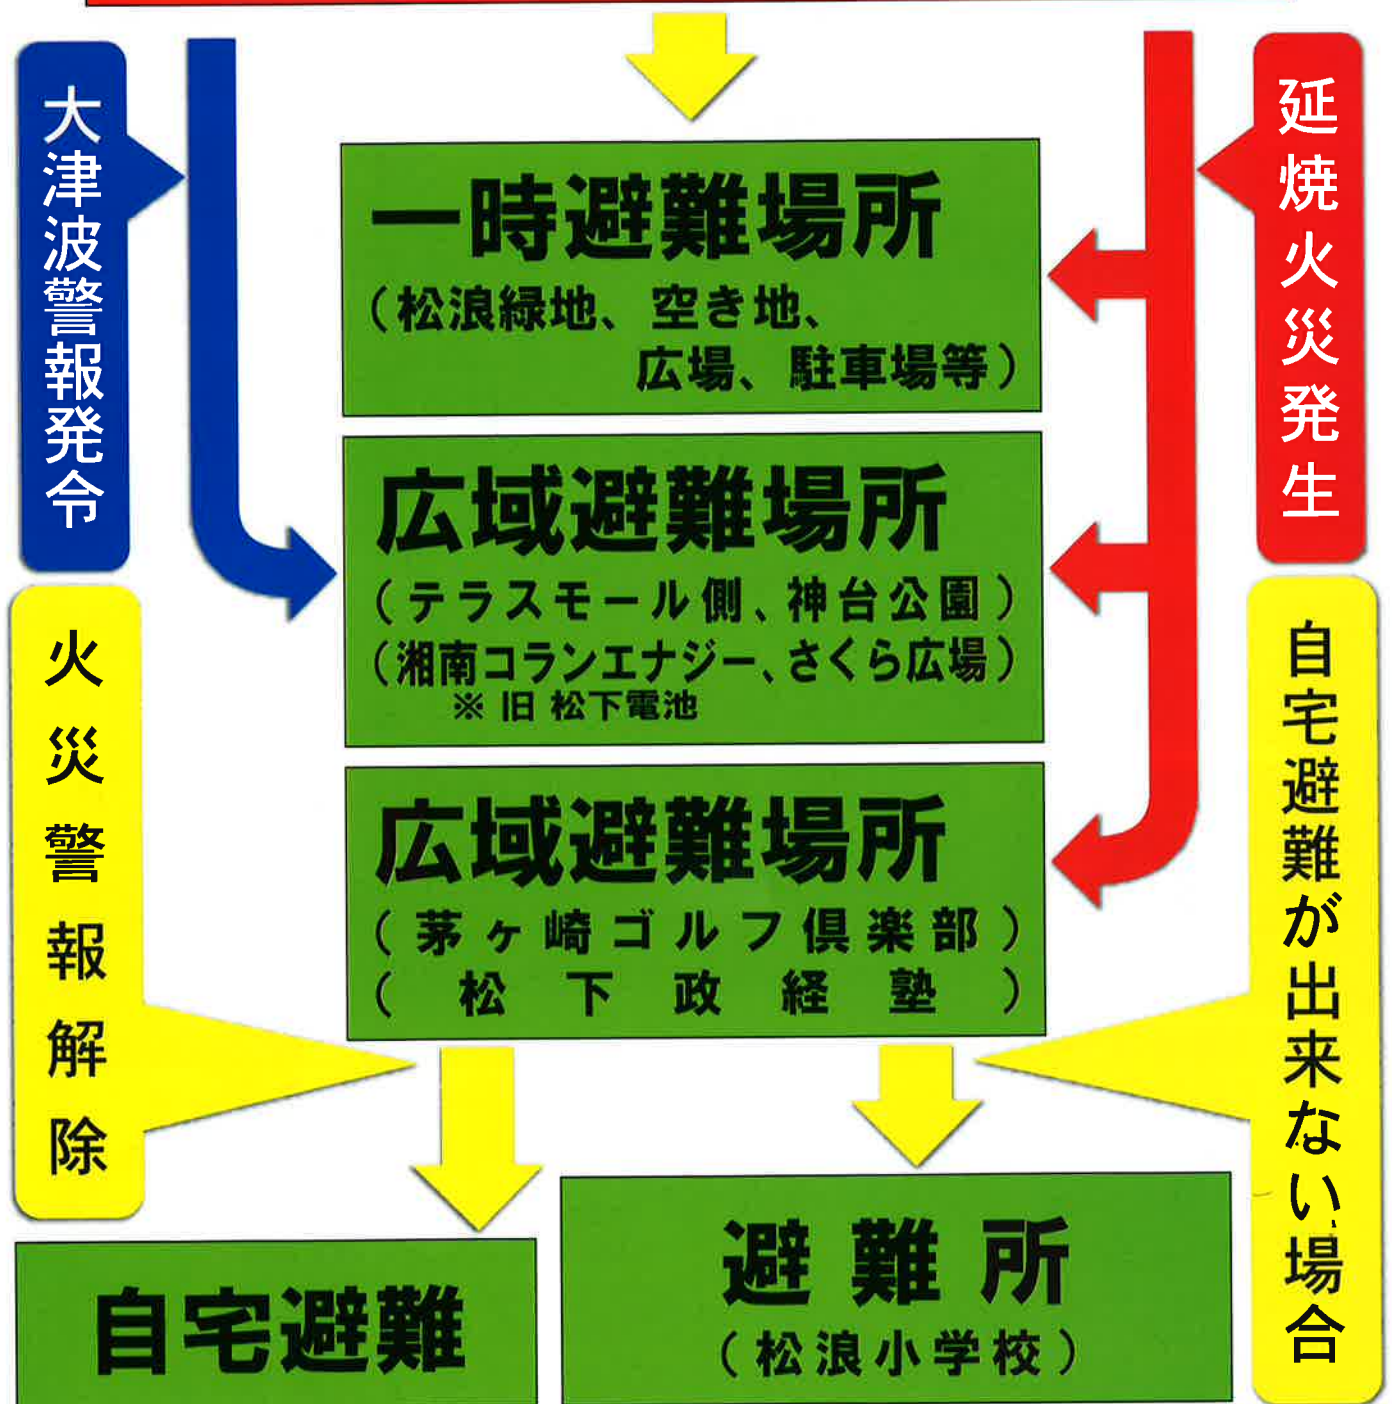 大津波警報発令
延焼火災発生
一時避難場所
（松浪緑地、空き地、
広場、駐車場等）
広域避難場所
（テラスモール側、神台公園）
（湘南コランエナジー、さくら広場）
※ 旧 松下電池
広域避難場所
（茅ヶ崎ゴルフ倶楽部）
（松下政経塾）
火災警報解除
自宅避難が出来ない場合
自宅避難
避難所
（松浪小学校）